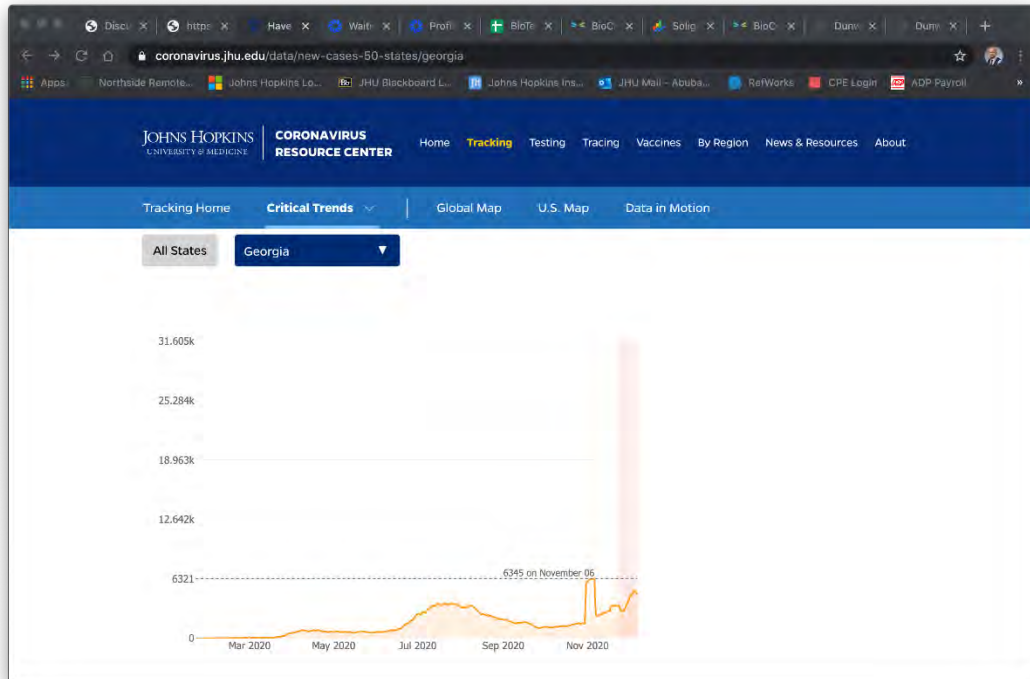 Disc
https
Have
Waiti
Profil
BioTe
BioC
Solig
BioC
Dunw
Dunw
coronavirus.jhu.edu/data/new-cases-50-states/georgia
Apps
Northside Remote...
Johns Hopkins Lo...
JHU Blackboard L...
Johns Hopkins Ins...
JHU Mail – Abuba...
RefWorks
CPE Login
ADP Payroll
»
JOHNS HOPKINS
UNIVERSITY & MEDICINE
CORONAVIRUS
RESOURCE CENTER
Home Tracking Testing Tracing Vaccines By Region News & Resources About
Tracking Home Critical Trends Global Map U.S. Map Data in Motion
All States Georgia
31.605k
25.284k
18.963k
12.642k
6345 on November 06
6321
0
Mar 2020 May 2020 Jul 2020 Sep 2020 Nov 2020